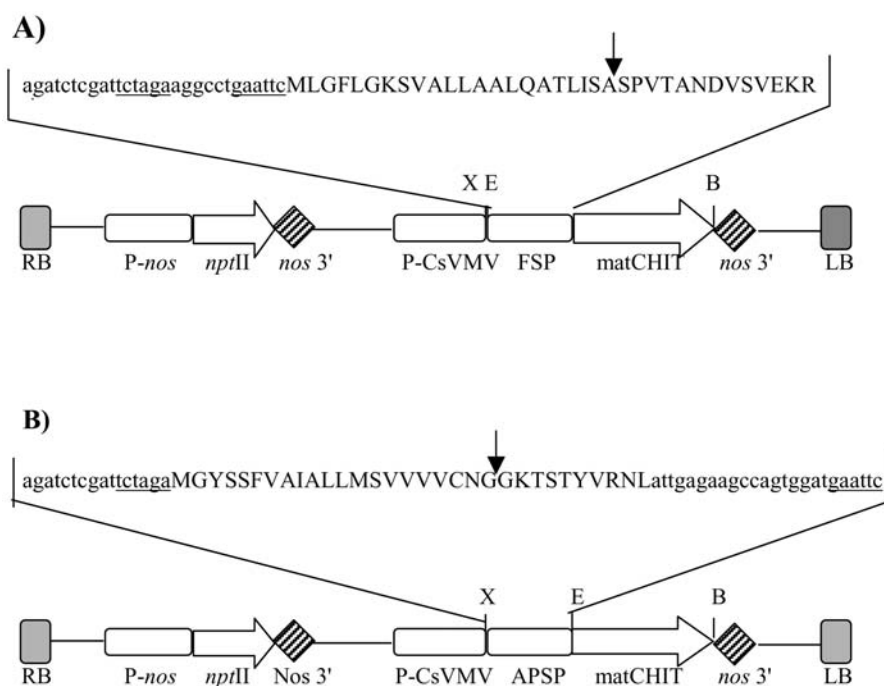 A)
agatctcgattctagaaggcctgaattcMLGFLGKSVALLAALQATLISASPVTANDVSVEKR
X E
B
RB P-nos nptII nos 3' P-CsVMV FSP matCHIT nos 3' LB
B)
agatctcgattctagaMGYSSFVAIALLMSVVVVCNGGKTSTYVRNLattgagaagccagtggatgaattc
X E B
RB P-nos nptII Nos 3' P-CsVMV APSP matCHIT nos 3' LB